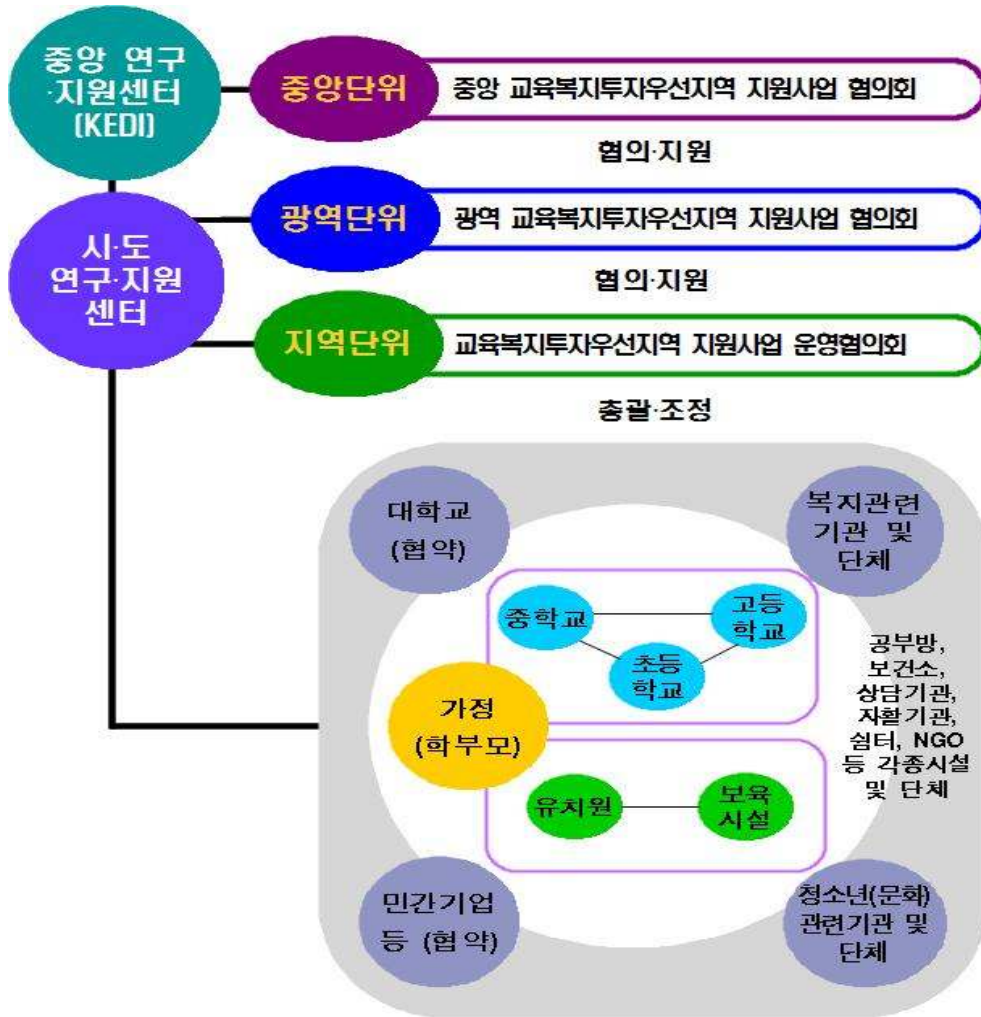 중앙 연구
·지원센터
(KEDI)
중앙단위
중앙 교육복지투자우선지역 지원사업 협의회
협의·지원
시·도
연구·지원
센터
광역단위
광역 교육복지투자우선지역 지원사업 협의회
협의·지원
지역단위
교육복지투자우선지역 지원사업 운영협의회
총괄·조정
대학교
(협약)
복지관련
기관 및
단체
중학교
고등
학교
초등
학교
가정
(학부모)
공부방,
보건소,
상담기관,
자활기관,
쉼터, NGO
등 각종시설
및 단체
유치원
보육
시설
민간기업
등 (협약)
청소년(문화)
관련기관 및
단체